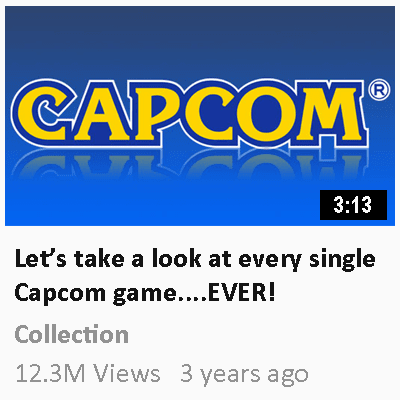 CAPCOM®
3:13
Let's take a look at every single
Capcom game....EVER!
Collection
12.3M Views 3 years ago